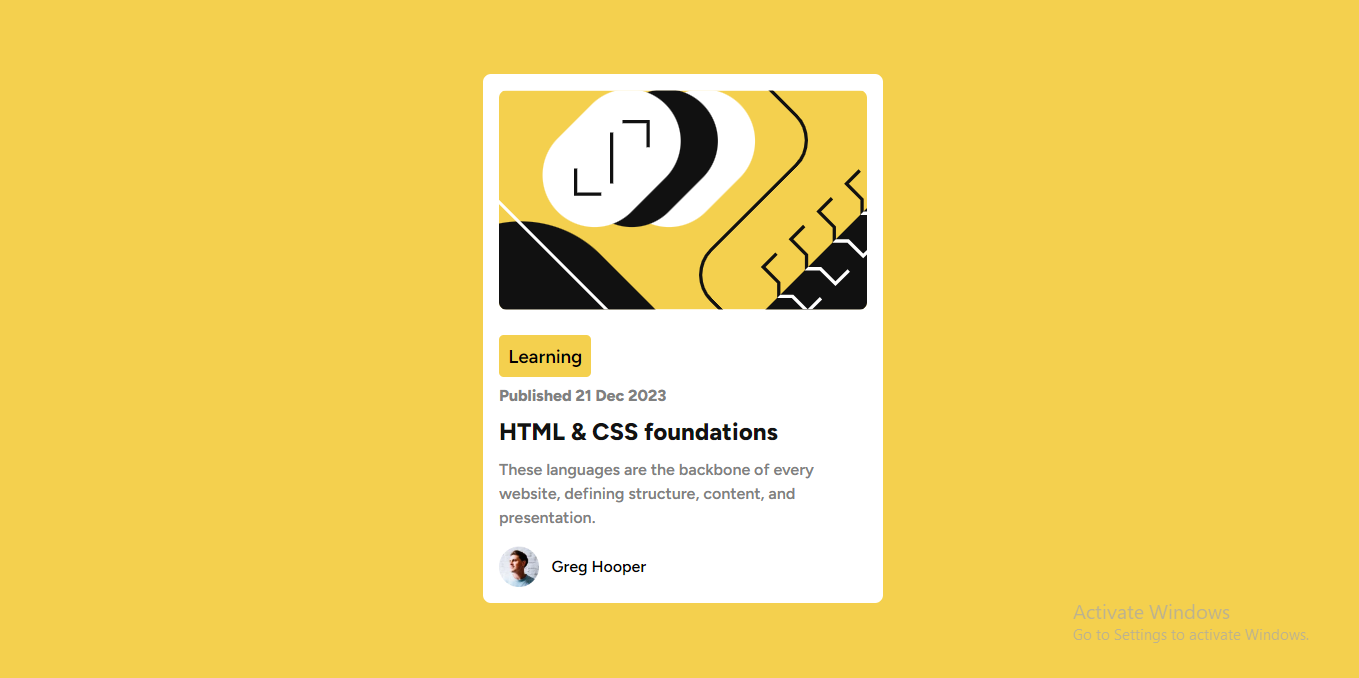 Learning
Published 21 Dec 2023
HTML & CSS foundations
These languages are the backbone of every
website, defining structure, content, and
presentation.
Greg Hooper
Activate Windows
Go to Settings to activate Windows.